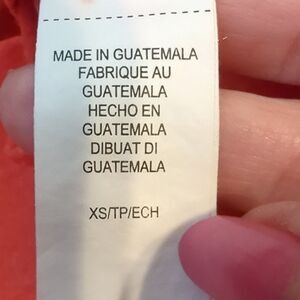 MADE IN GUATEMALA
FABRIQUE AU
GUATEMALA
HECHO EN
GUATEMALA
DIBUAT DI
GUATEMALA
XS/TP/ECH